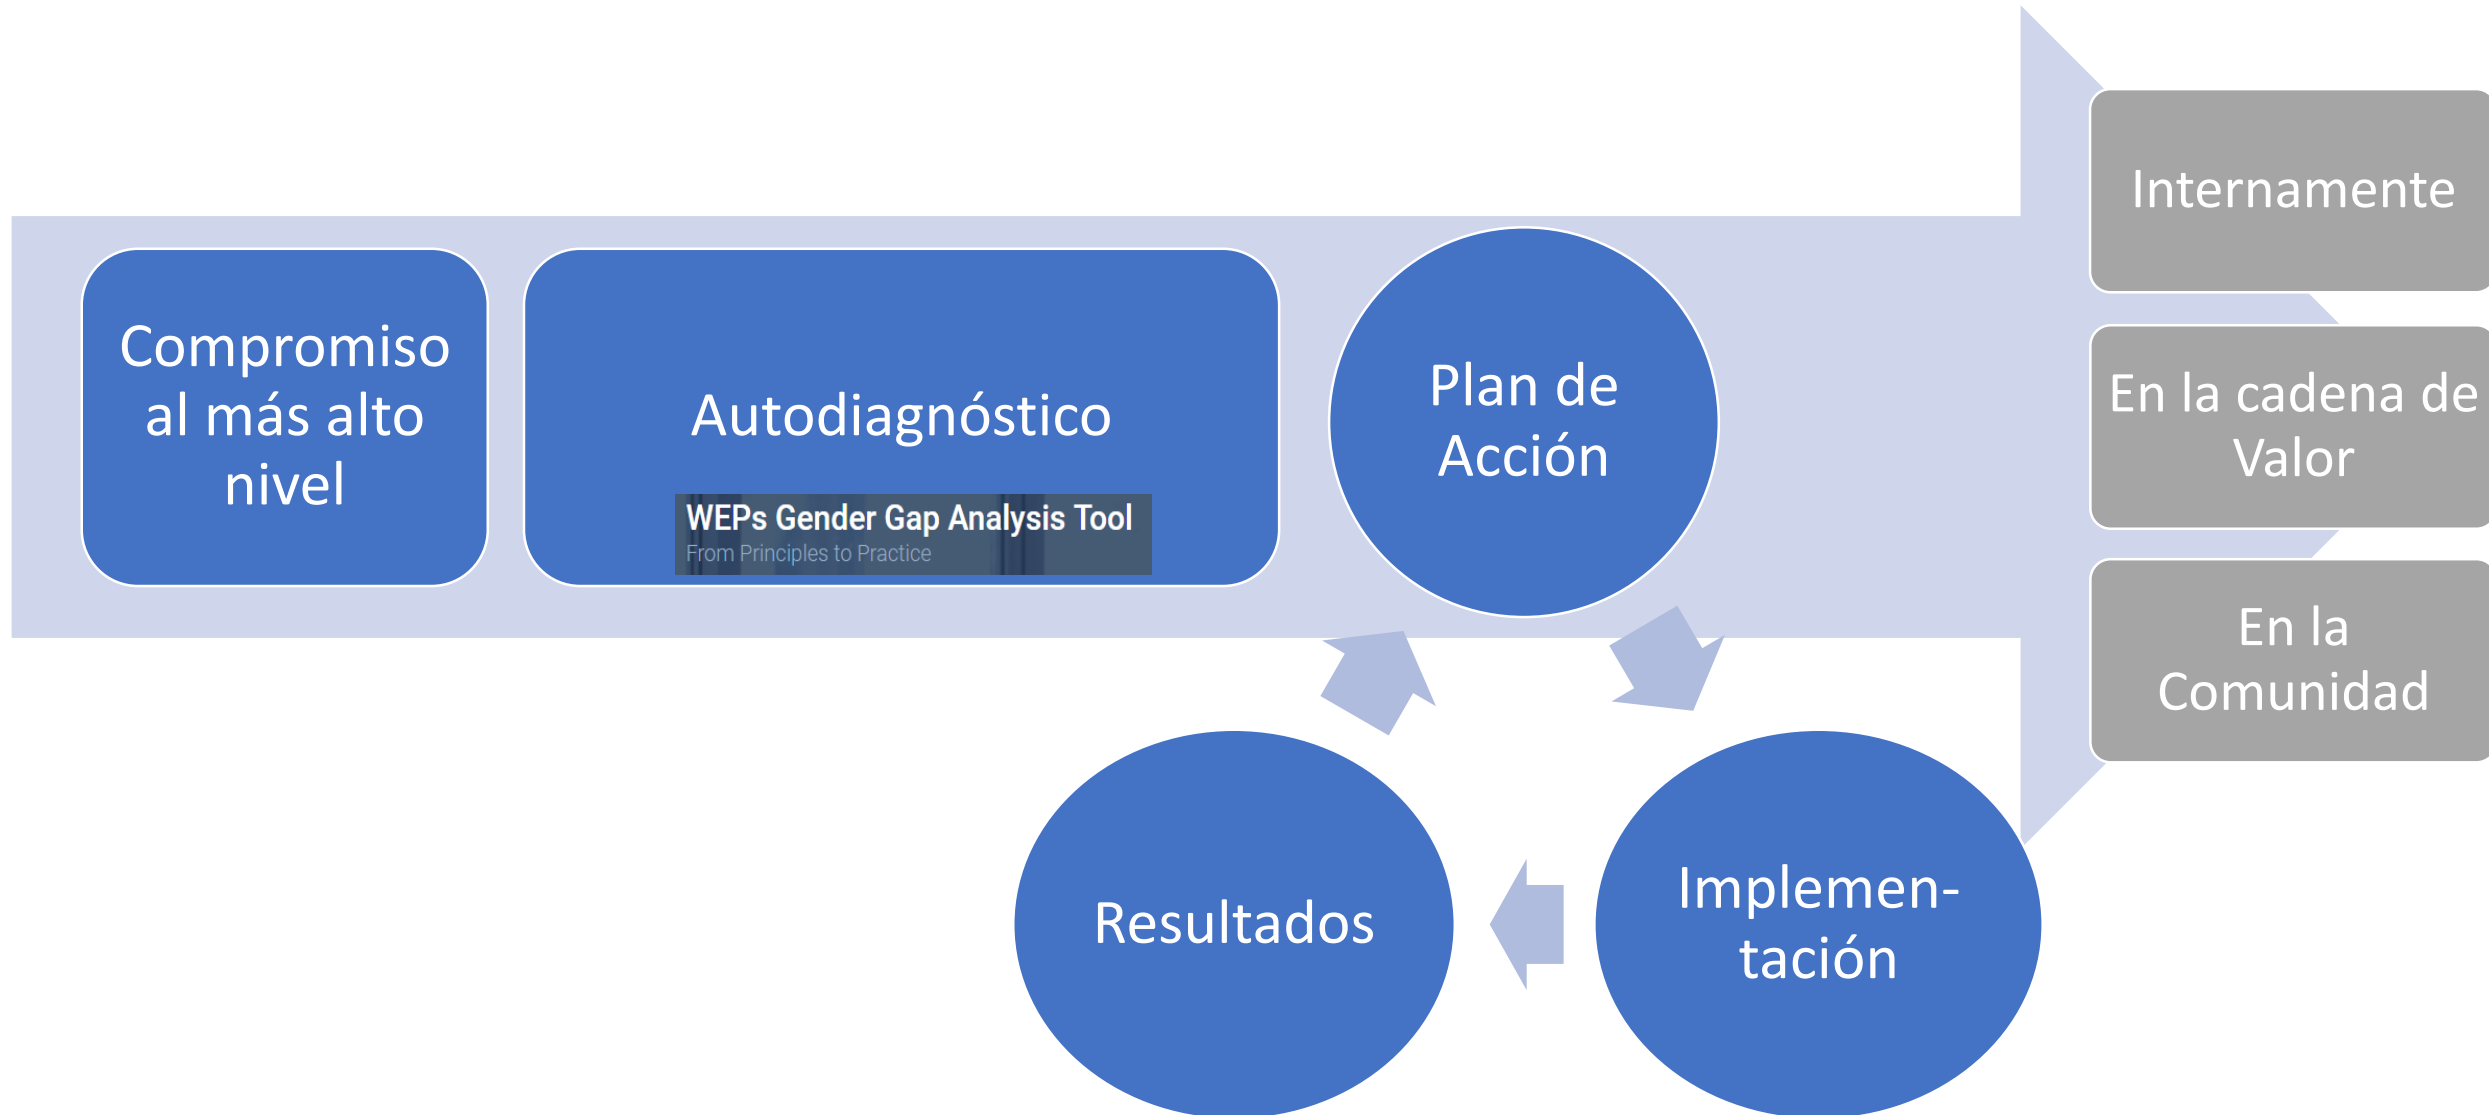 Compromiso
al más alto
nivel
Autodiagnóstico
WEPs Gender Gap Analysis Tool
From Principles to Practice
Plan de
Acción
Internamente
En la cadena de
Valor
En la
Comunidad
Implemen-
tación
Resultados